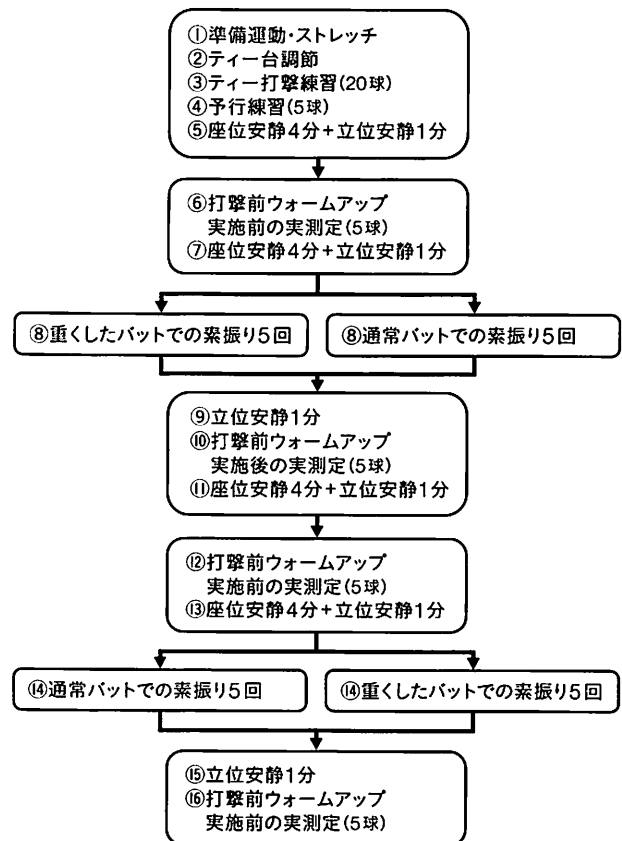 ①準備運動・ストレッチ
②ティー台調節
③ティー打撃練習(20球)
④予行練習(5球)
⑤座位安静4分+立位安静1分
⑥打撃前ウォームアップ
実施前の実測定(5球)
⑦座位安静4分+立位安静1分
⑧重くしたバットでの素振り5回
⑧通常バットでの素振り5回
⑨立位安静1分
⑩打撃前ウォームアップ
実施後の実測定(5球)
⑪座位安静4分+立位安静1分
⑫打撃前ウォームアップ
実施前の実測定(5球)
⑬座位安静4分+立位安静1分
⑭通常バットでの素振り5回
⑭重くしたバットでの素振り5回
⑮立位安静1分
⑯打撃前ウォームアップ
実施前の実測定(5球)